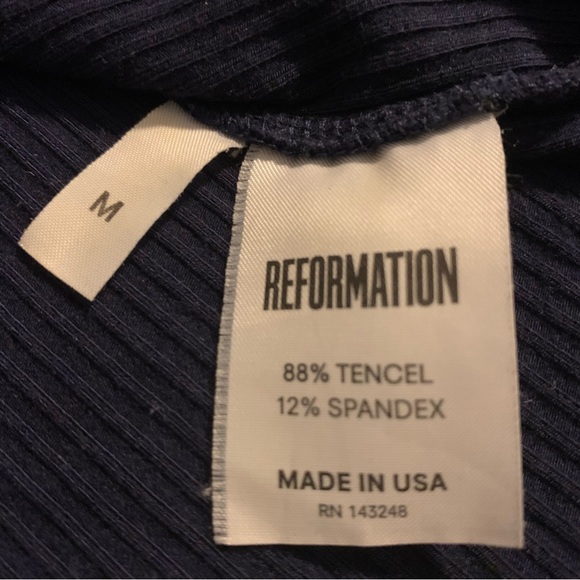 M
REFORMATION
88% TENCEL
12% SPANDEX
MADE IN USA
RN 143248